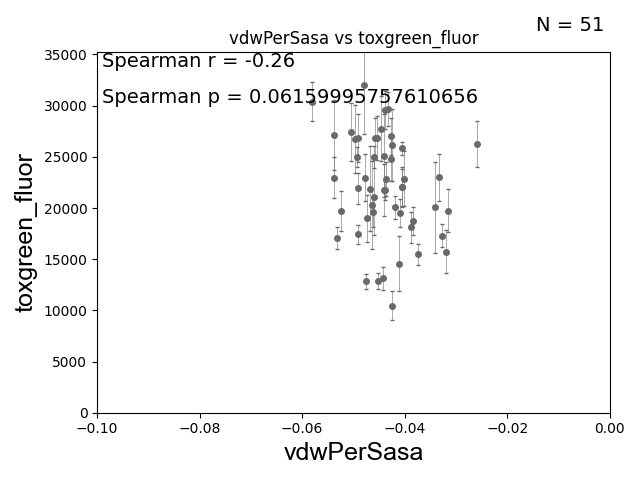 N = 51
vdwPerSasa vs toxgreen_fluor
Spearman r = -0.26
Spearman p = 0.06159995757610656
toxgreen_fluor
35000
30000
25000
20000
15000
10000
5000
0
-0.10
-0.08
-0.06
-0.04
-0.02
0.00
vdwPerSasa